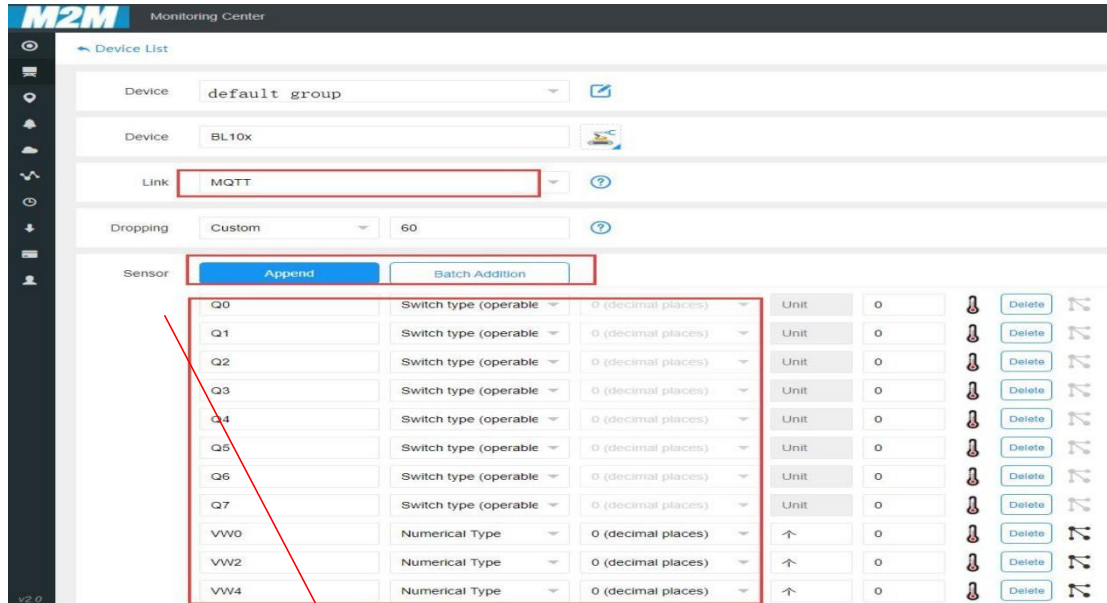 M2M Monitoring Center
Device List
Device default group
Device BL10x
Link MQTT ?
Dropping Custom 60 ?
Sensor Append Batch Addition
Q0 Switch type (operable 0 (decimal places) Unit 0 Delete
Q1 Switch type (operable 0 (decimal places) Unit 0 Delete
Q2 Switch type (operable 0 (decimal places) Unit 0 Delete
Q3 Switch type (operable 0 (decimal places) Unit 0 Delete
Q4 Switch type (operable 0 (decimal places) Unit 0 Delete
Q5 Switch type (operable 0 (decimal places) Unit 0 Delete
Q6 Switch type (operable 0 (decimal places) Unit 0 Delete
Q7 Switch type (operable 0 (decimal places) Unit 0 Delete
VW0 Numerical Type 0 (decimal places) 个 0 Delete
VW2 Numerical Type 0 (decimal places) 个 0 Delete
VW4 Numerical Type 0 (decimal places) 个 0 Delete
v2.0